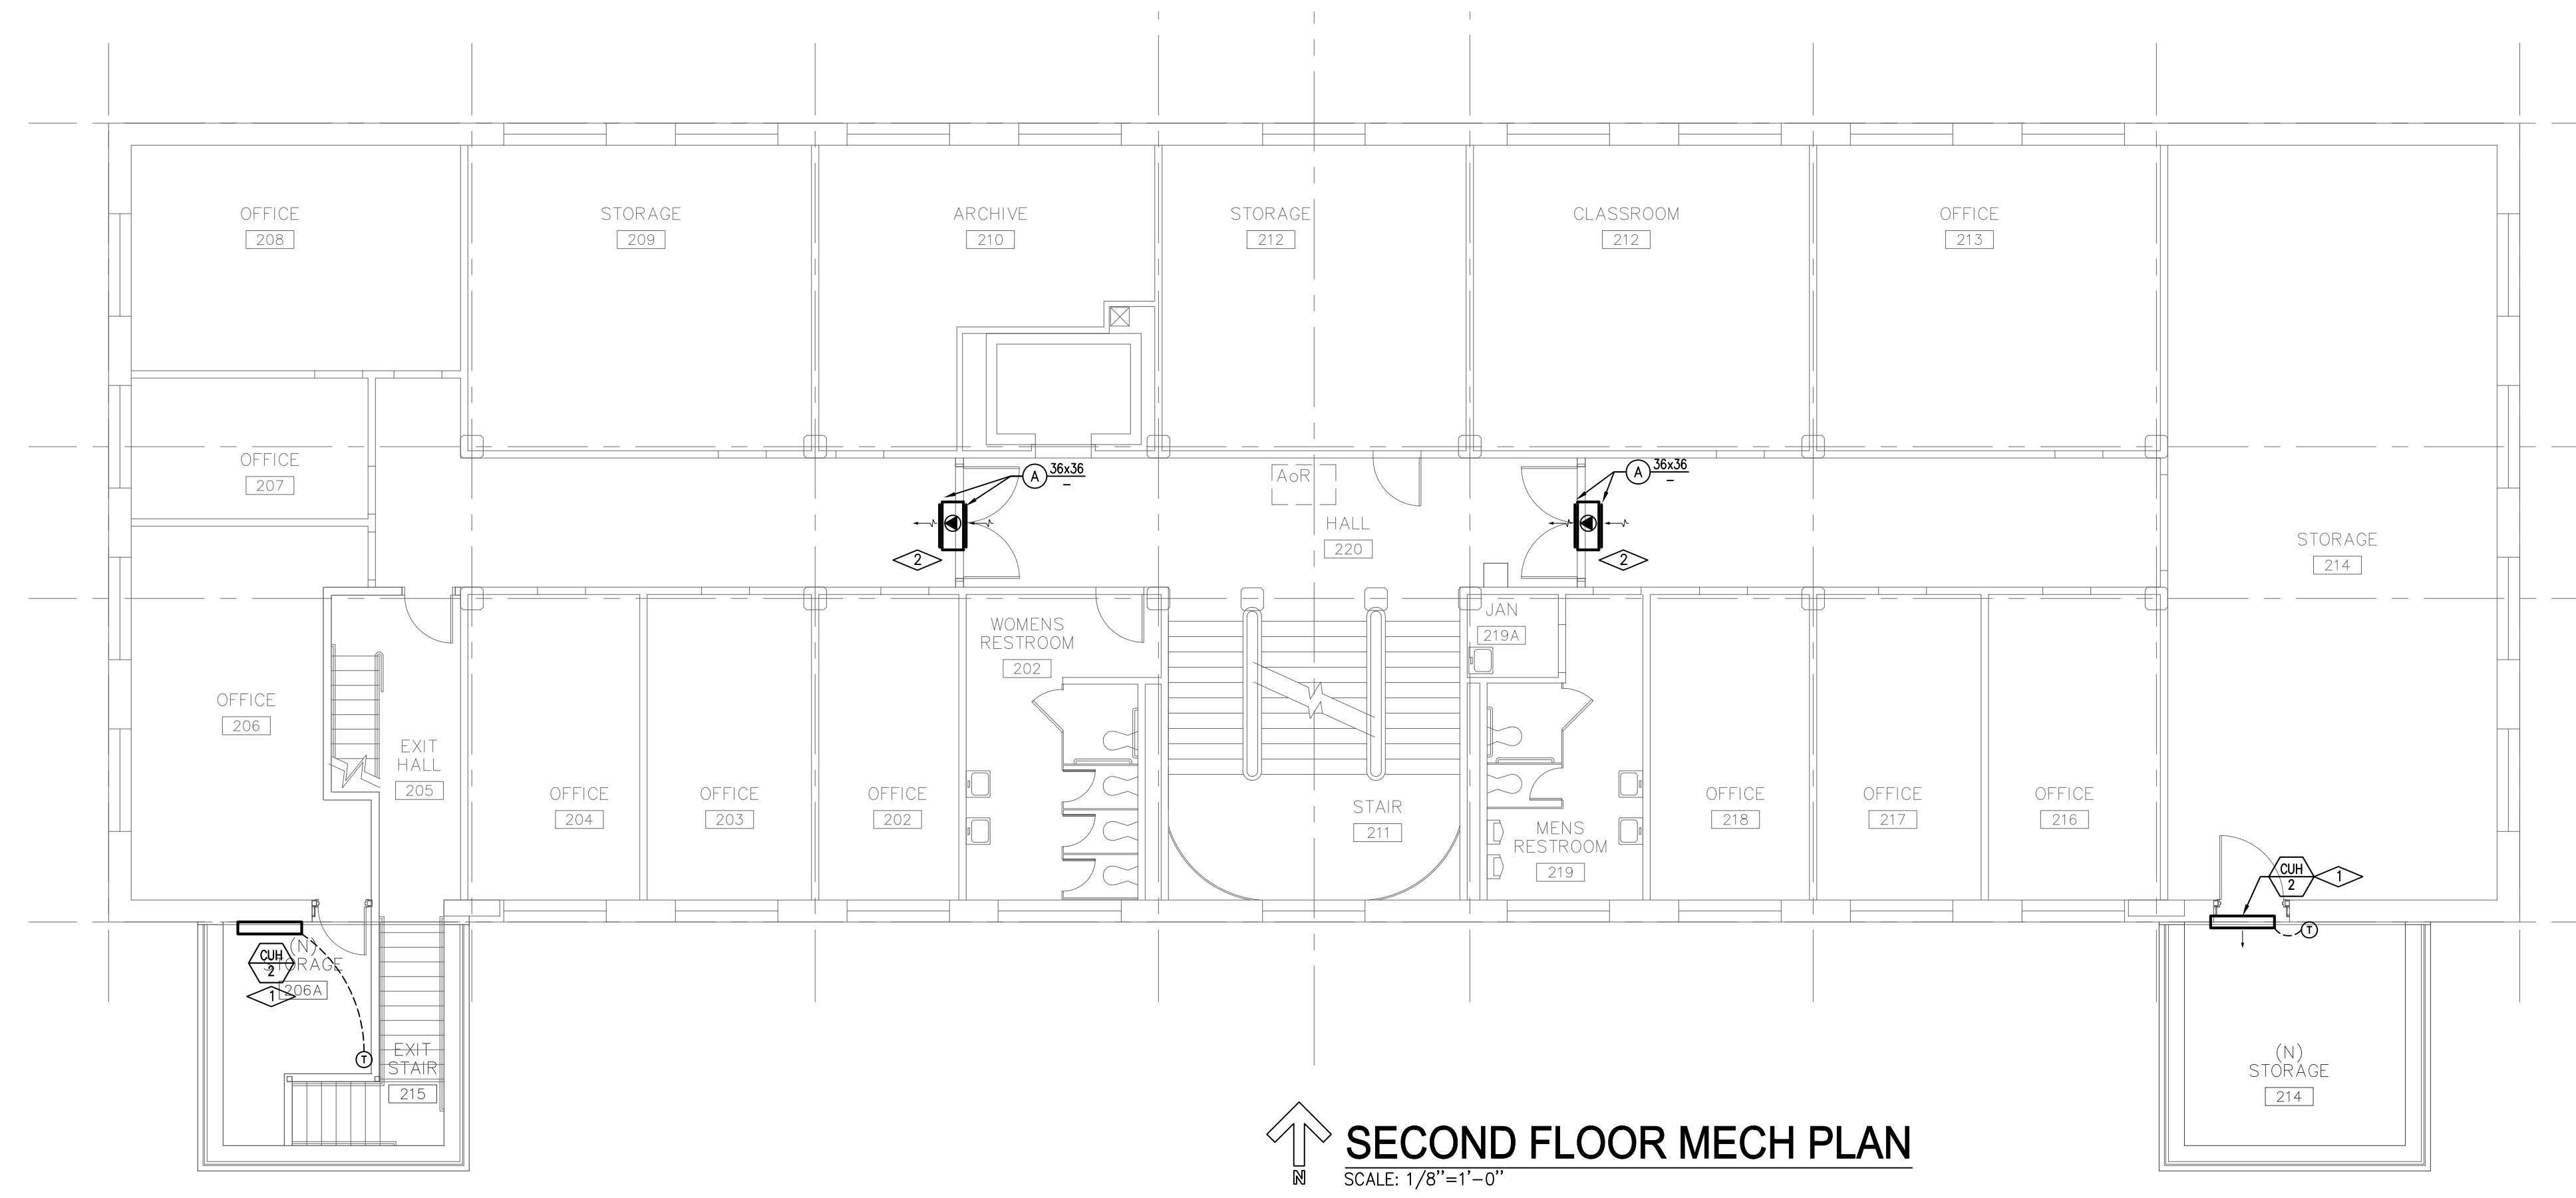 OFFICE
208
STORAGE
209
ARCHIVE
210
STORAGE
212
CLASSROOM
212
OFFICE
213
OFFICE
207
A
36x36
–
2
AoR
HALL
220
A
36x36
–
2
STORAGE
214
OFFICE
206
EXIT
HALL
205
OFFICE
204
OFFICE
203
OFFICE
202
WOMENS
RESTROOM
202
STAIR
211
JAN
219A
MENS
RESTROOM
219
OFFICE
218
OFFICE
217
OFFICE
216
CUH
2
1
T
(N)
STORAGE
206A
CUH
2
1
T
EXIT
STAIR
215
(N)
STORAGE
214
N
SECOND FLOOR MECH PLAN
SCALE: 1/8"=1'-0"